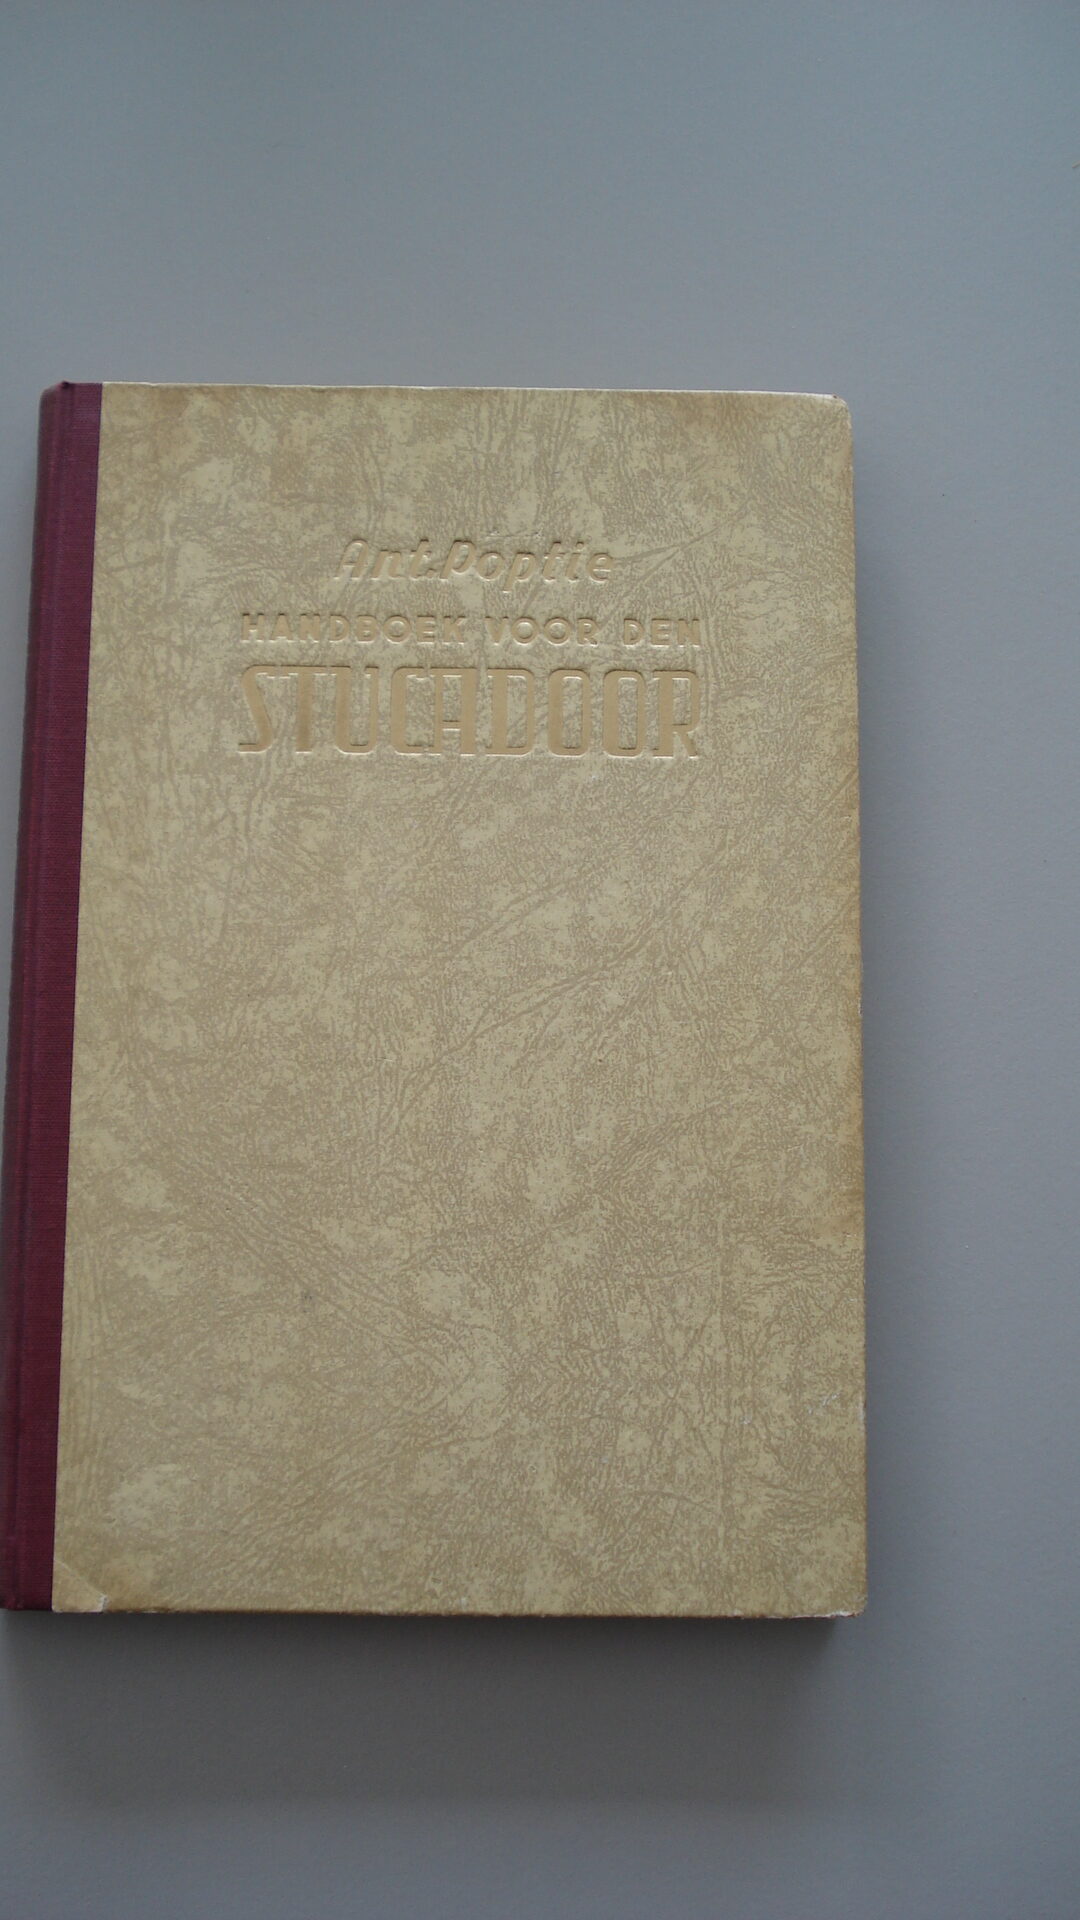 Ant. Poptie
HANDBOEK VOOR DEN
STUCADOOR